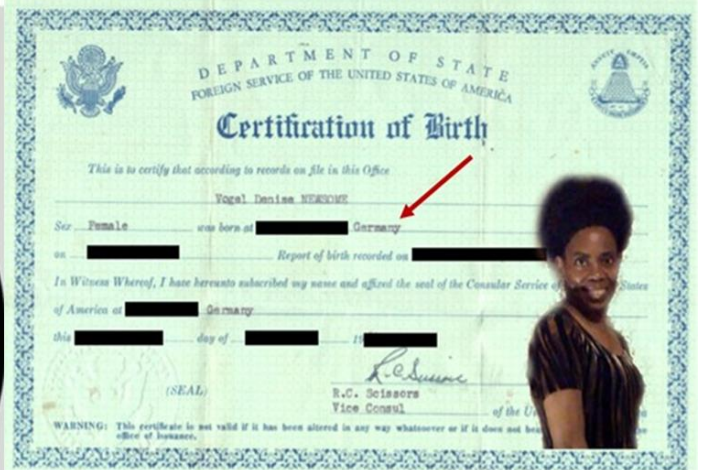 DEPARTMENT OF STATE
FOREIGN SERVICE OF THE UNITED STATES OF AMERICA
Certification of Birth
This is to certify that according to records on file in this Office
Vogel Denise NEWSOME
Sex Female was born at Germany
on Report of birth recorded on
In Witness Whereof, I have hereunto subscribed my name and affixed the seal of the Consular Service of States
of America at Germany
this day of 19
(SEAL)
R.C. Scissors
Vice Consul of the
WARNING: This certificate is not valid if it has been altered in any way whatsoever or if it does not
office of issuance.